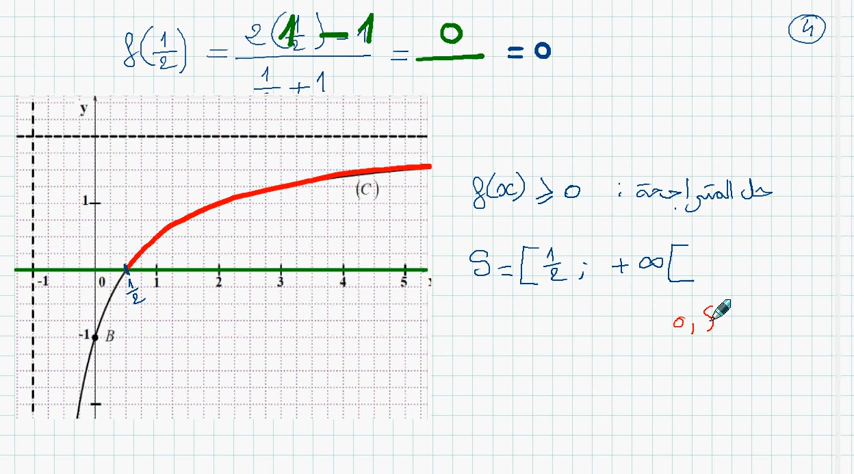 4
f(1/2) = (2(1/2) - 1)/(1/2 + 1) = 0/ = 0
y
1
(C)
-1 0 1/2 1 2 3 4 5
-1 B
حل المتراجحة : f(x) ⩾ 0
S = [1/2 ; +∞[
0,5